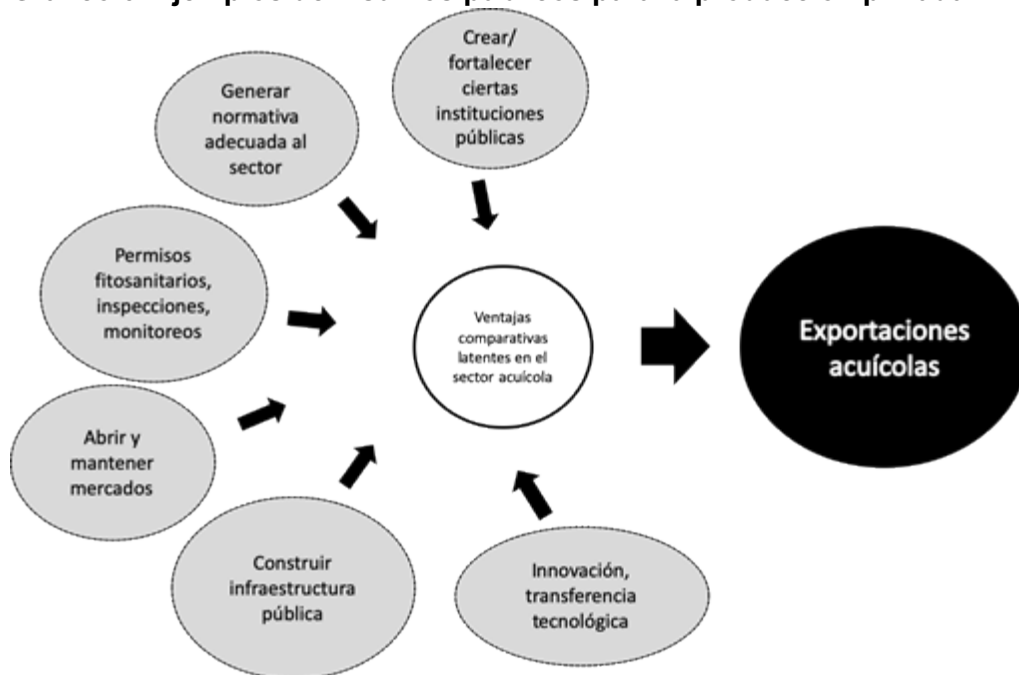 Crear/
fortalecer
ciertas
instituciones
públicas
Generar
normativa
adecuada al
sector
Permisos
fitosanitarios,
inspecciones,
monitoreos
Ventajas
comparativas
latentes en el
sector acuícola
Exportaciones
acuícolas
Abrir y
mantener
mercados
Construir
infraestructura
pública
Innovación,
transferencia
tecnológica